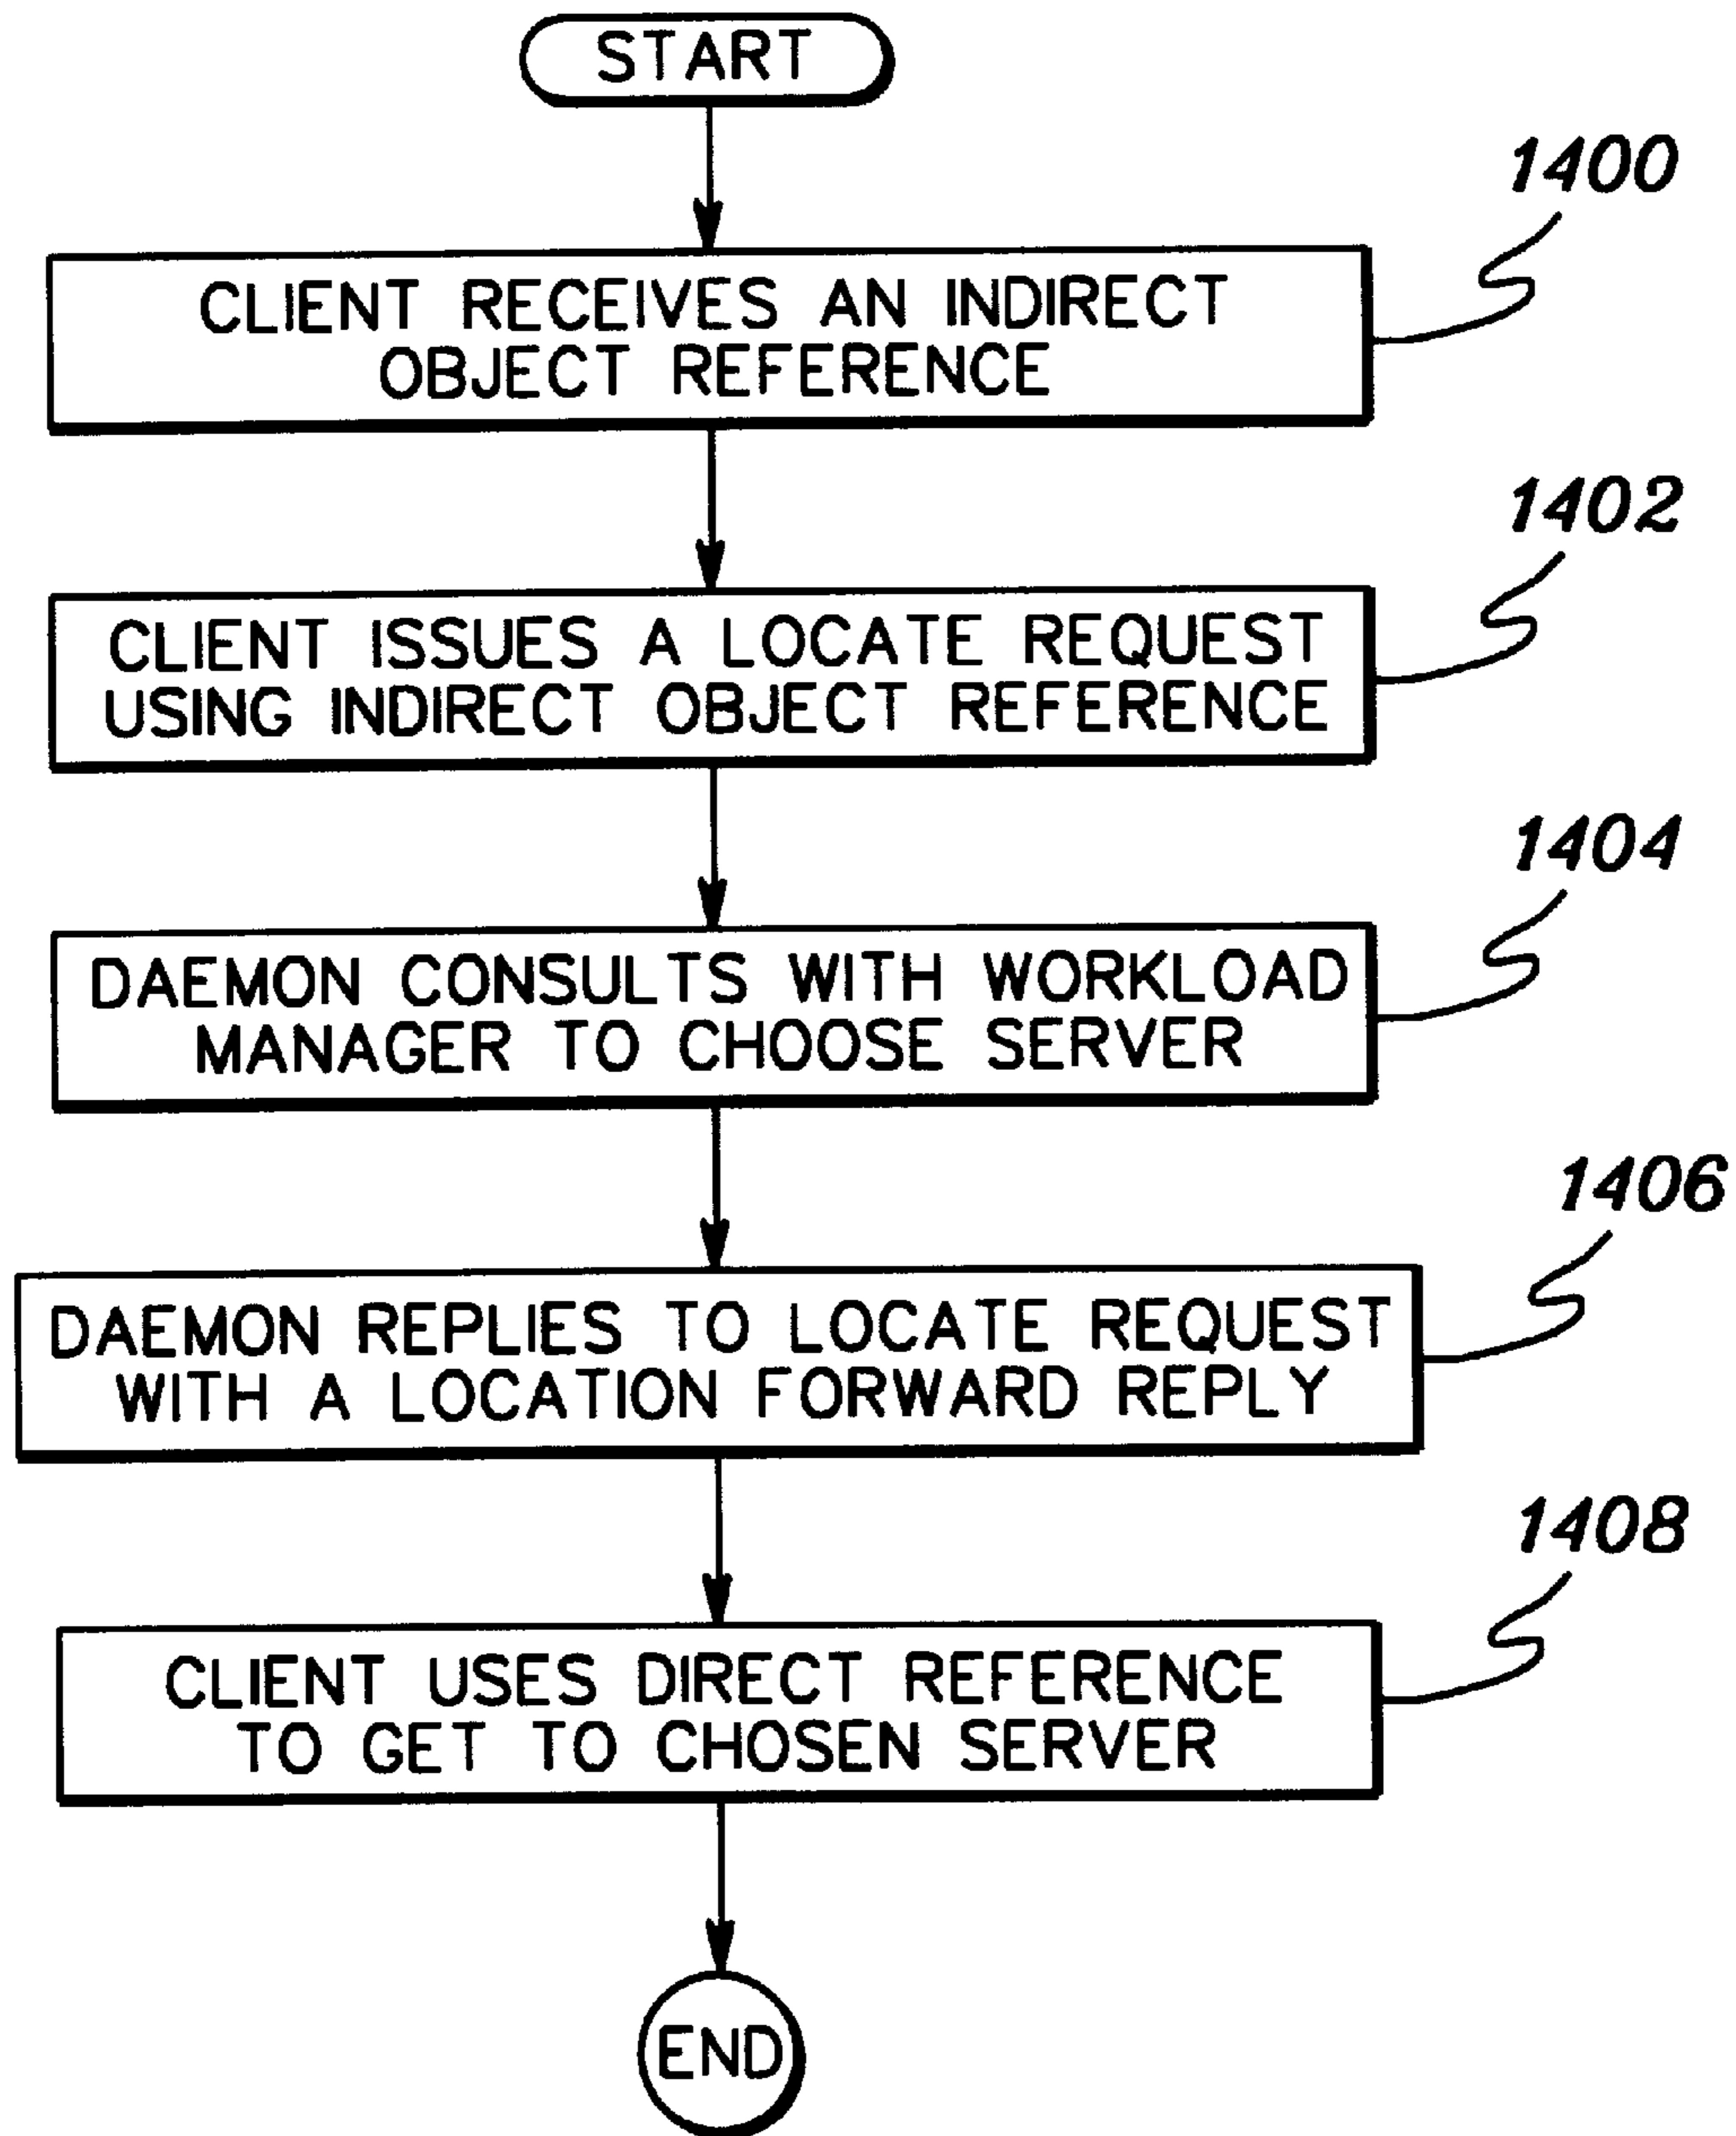 START
1400
CLIENT RECEIVES AN INDIRECT
OBJECT REFERENCE
1402
CLIENT ISSUES A LOCATE REQUEST
USING INDIRECT OBJECT REFERENCE
1404
DAEMON CONSULTS WITH WORKLOAD
MANAGER TO CHOOSE SERVER
1406
DAEMON REPLIES TO LOCATE REQUEST
WITH A LOCATION FORWARD REPLY
1408
CLIENT USES DIRECT REFERENCE
TO GET TO CHOSEN SERVER
END